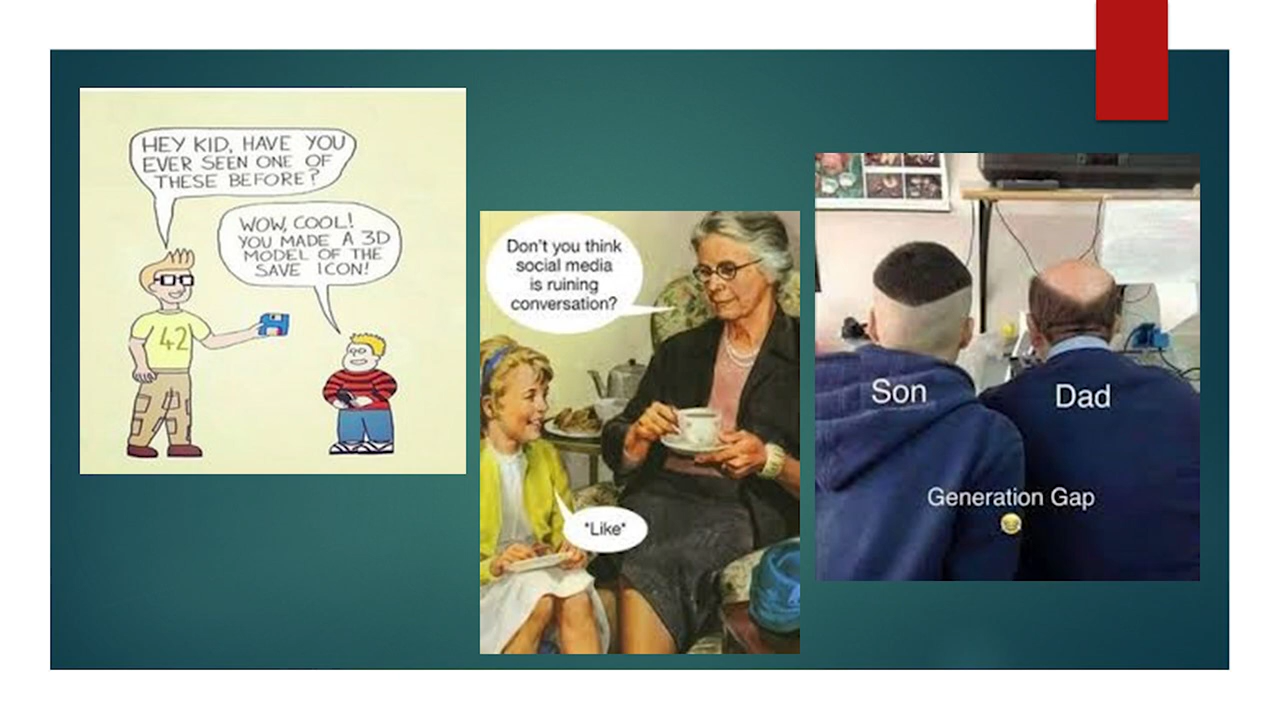 HEY KID, HAVE YOU
EVER SEEN ONE OF
THESE BEFORE?
WOW, COOL!
YOU MADE A 3D
MODEL OF THE
SAVE ICON!
42
Don't you think
social media
is ruining
conversation?
*Like*
Son
Dad
Generation Gap